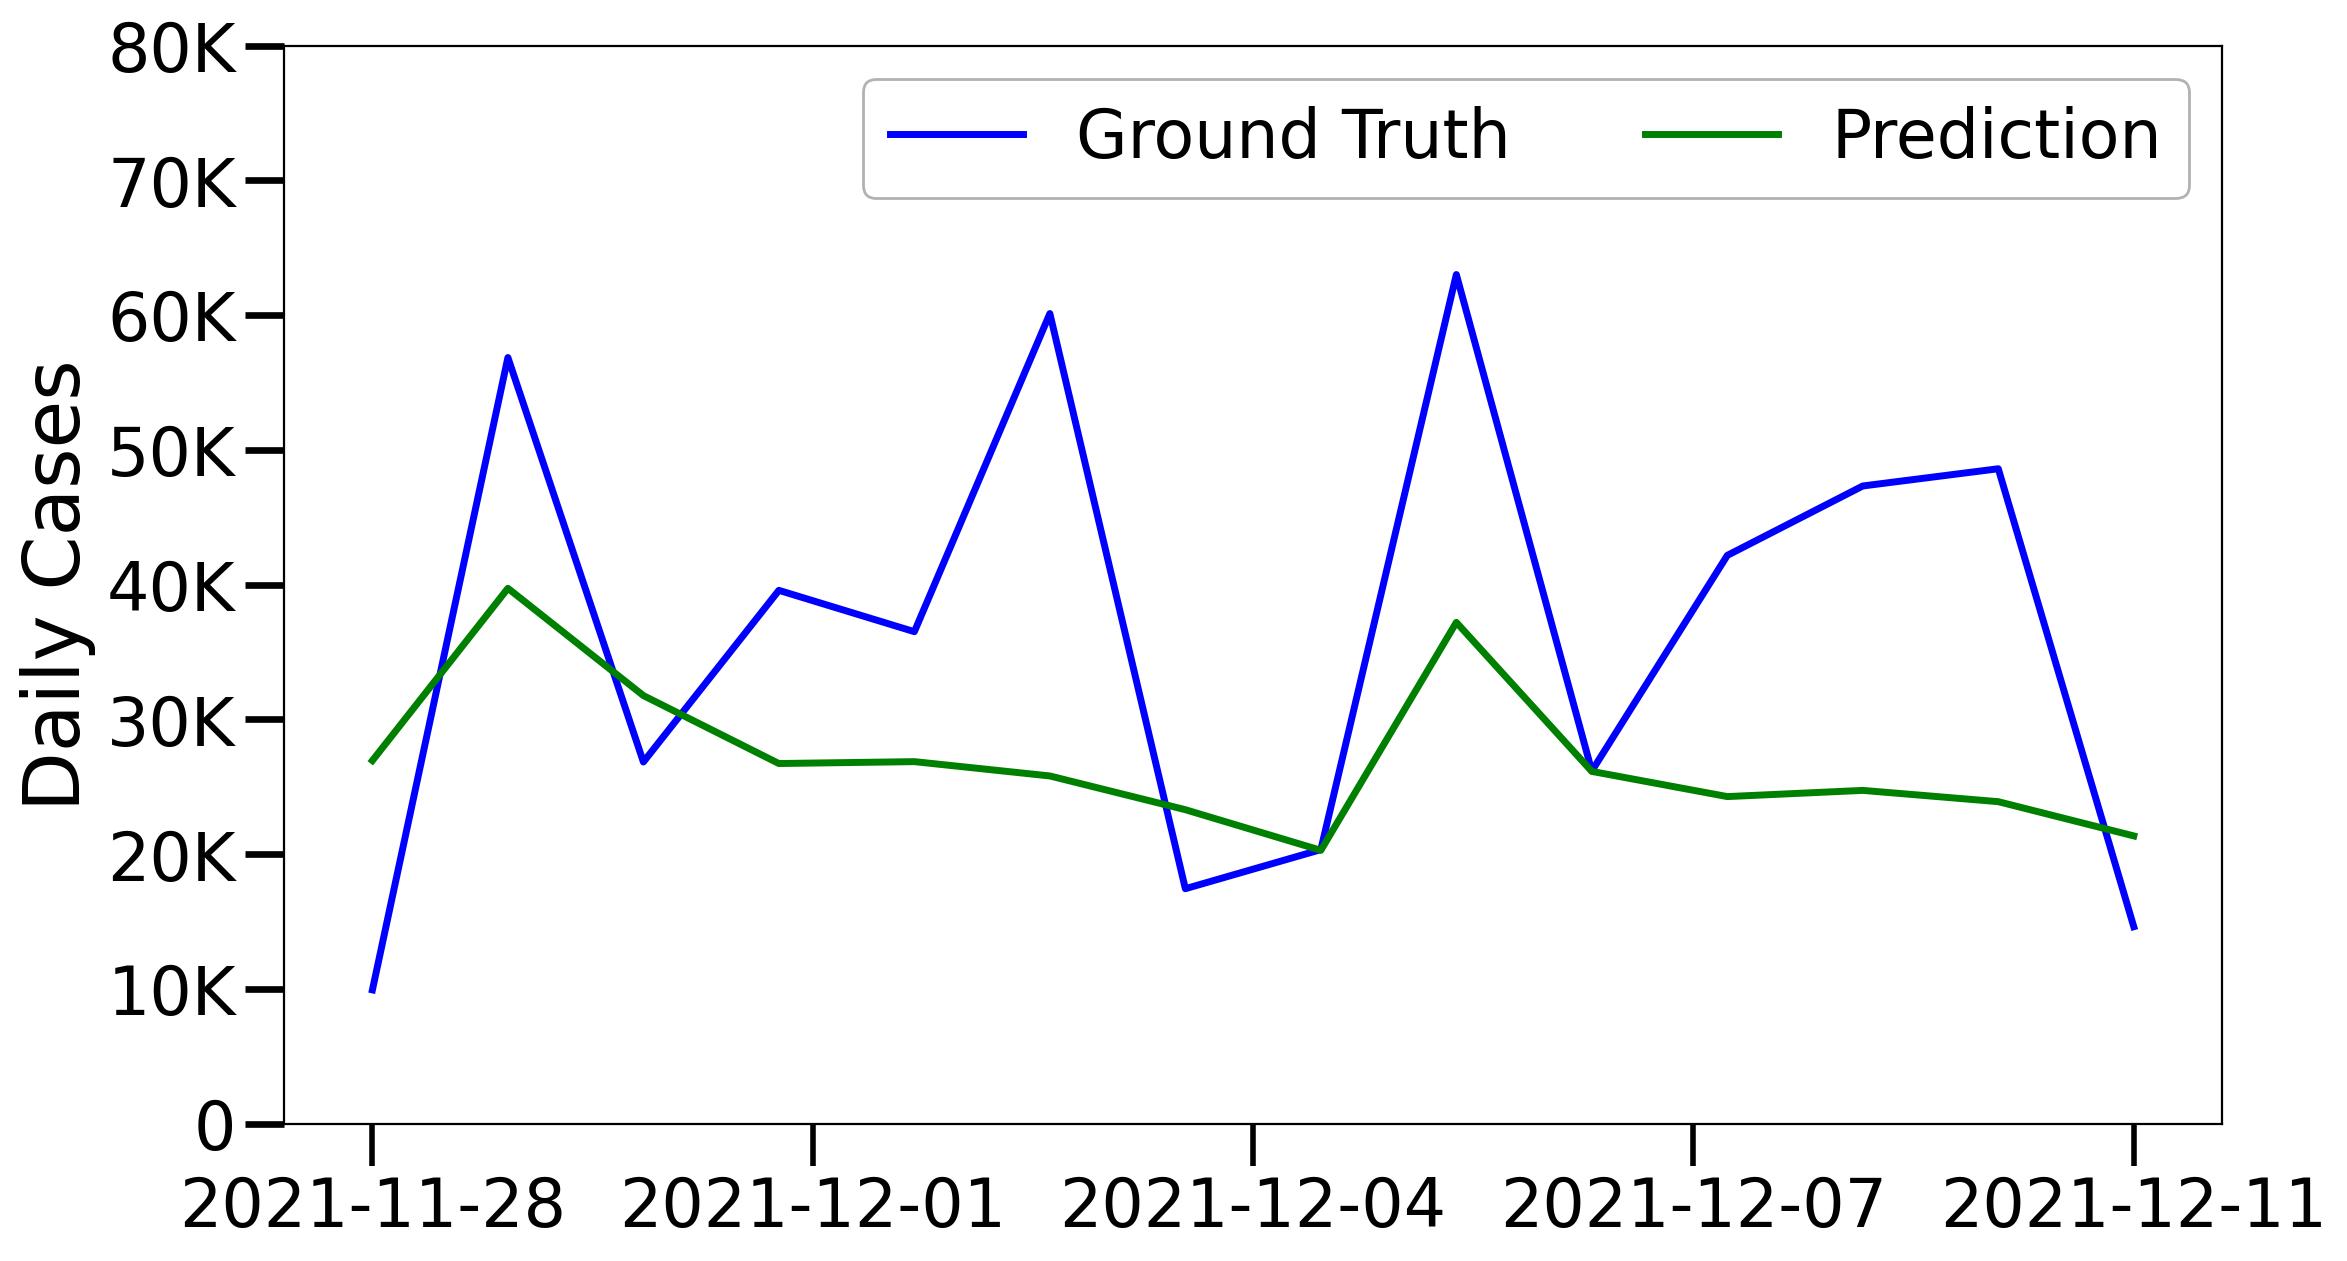 80K
70K
60K
50K
40K
30K
20K
10K
0
Daily Cases
Ground Truth
Prediction
2021-11-28
2021-12-01
2021-12-04
2021-12-07
2021-12-11